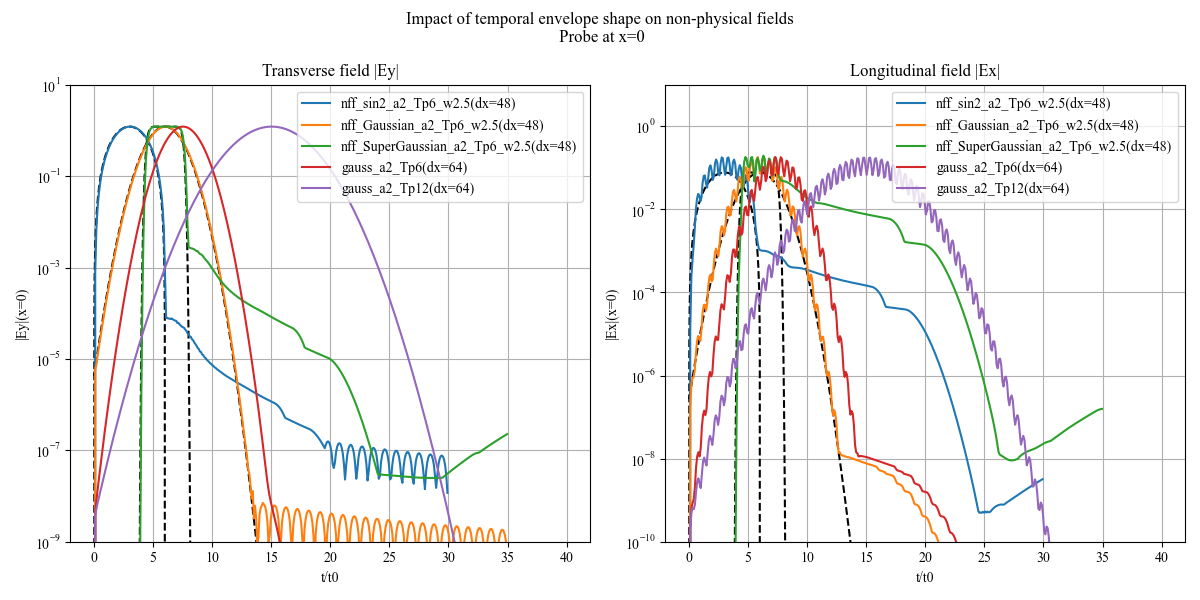 Impact of temporal envelope shape on non-physical fields
Probe at x=0
Transverse field |Ey|
nff_sin2_a2_Tp6_w2.5(dx=48)
nff_Gaussian_a2_Tp6_w2.5(dx=48)
nff_SuperGaussian_a2_Tp6_w2.5(dx=48)
gauss_a2_Tp6(dx=64)
gauss_a2_Tp12(dx=64)
|Ey|(x=0)
10^1
10^-1
10^-3
10^-5
10^-7
10^-9
0 5 10 15 20 25 30 35 40
t/t0
Longitudinal field |Ex|
nff_sin2_a2_Tp6_w2.5(dx=48)
nff_Gaussian_a2_Tp6_w2.5(dx=48)
nff_SuperGaussian_a2_Tp6_w2.5(dx=48)
gauss_a2_Tp6(dx=64)
gauss_a2_Tp12(dx=64)
|Ex|(x=0)
10^0
10^-2
10^-4
10^-6
10^-8
10^-10
0 5 10 15 20 25 30 35 40
t/t0